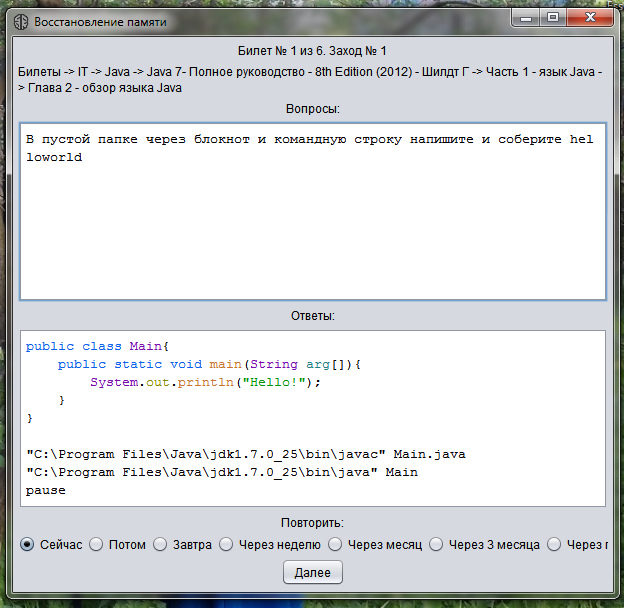 Восстановление памяти
Билет № 1 из 6. Заход № 1
Билеты -> IT -> Java -> Java 7- Полное руководство - 8th Edition (2012) - Шилдт Г -> Часть 1 - язык Java -
> Глава 2 - обзор языка Java
Вопросы:
В пустой папке через блокнот и командную строку напишите и соберите hel
loworld
Ответы:
public class Main{
    public static void main(String arg[]){
        System.out.println("Hello!");
    }
}
"C:\Program Files\Java\jdk1.7.0_25\bin\javac" Main.java
"C:\Program Files\Java\jdk1.7.0_25\bin\java" Main
pause
Повторить:
Сейчас Потом Завтра Через неделю Через месяц Через 3 месяца Через
Далее